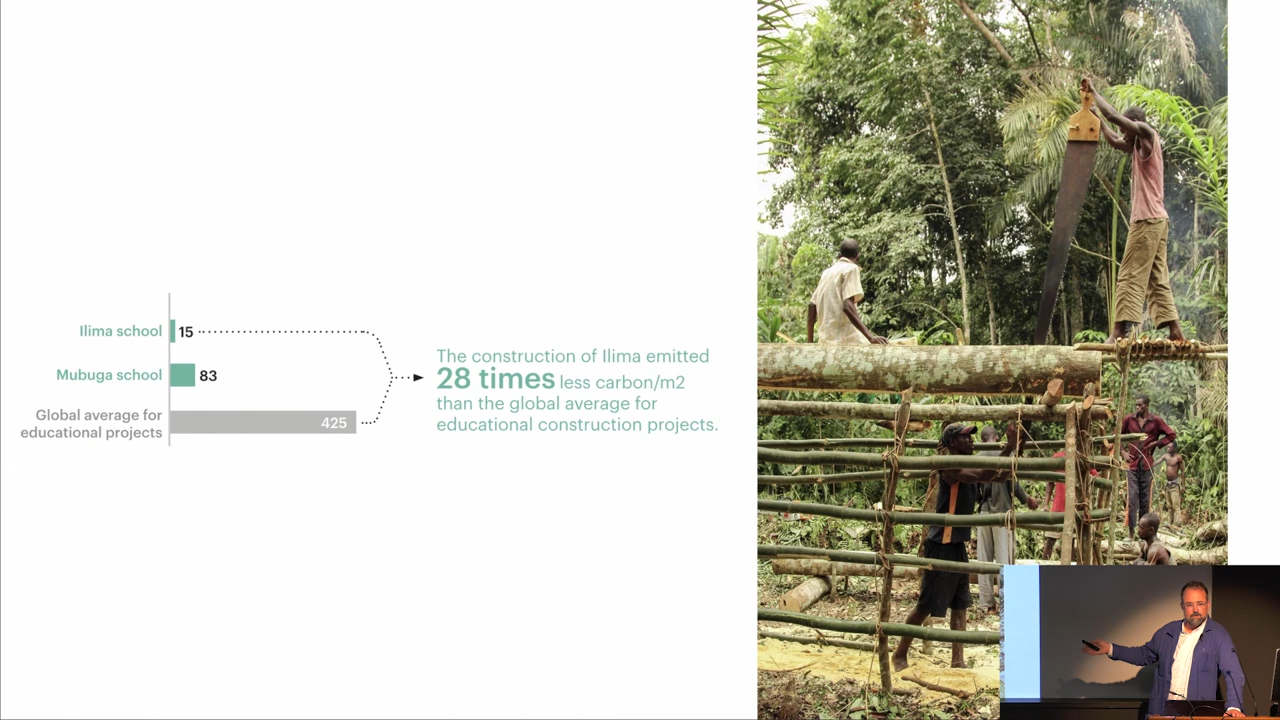 Ilima school
15
Mubuga school
83
Global average for
educational projects
425
The construction of Ilima emitted
28 times less carbon/m2
than the global average for
educational construction projects.